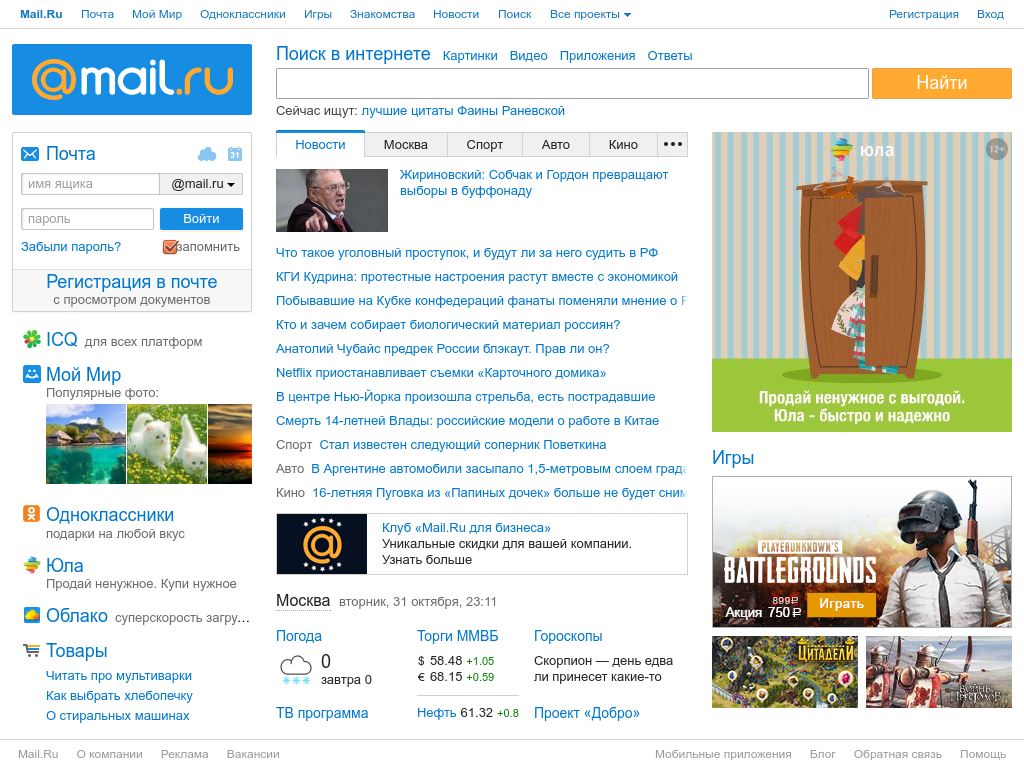 Mail.Ru Почта Мой Мир Одноклассники Игры Знакомства Новости Поиск Все проекты Регистрация Вход
@mail.ru
Поиск в интернете Картинки Видео Приложения Ответы
Найти
Сейчас ищут: лучшие цитаты Фаины Раневской
Почта
31
имя ящика @mail.ru
пароль Войти
Забыли пароль? запомнить
Регистрация в почте
с просмотром документов
ICQ для всех платформ
Мой Мир
Популярные фото:
Одноклассники
подарки на любой вкус
Юла
Продай ненужное. Купи нужное
Облако суперскорость загру...
Товары
Читать про мультиварки
Как выбрать хлебопечку
О стиральных машинах
Новости Москва Спорт Авто Кино •••
Жириновский: Собчак и Гордон превращают
выборы в буффонаду
Что такое уголовный проступок, и будут ли за него судить в РФ
КГИ Кудрина: протестные настроения растут вместе с экономикой
Побывавшие на Кубке конфедераций фанаты поменяли мнение о
Кто и зачем собирает биологический материал россиян?
Анатолий Чубайс предрек России блэкаут. Прав ли он?
Netflix приостанавливает съемки «Карточного домика»
В центре Нью-Йорка произошла стрельба, есть пострадавшие
Смерть 14-летней Влады: российские модели о работе в Китае
Спорт Стал известен следующий соперник Поветкина
Авто В Аргентине автомобили засыпало 1,5-метровым слоем града
Кино 16-летняя Пуговка из «Папиных дочек» больше не будет сним
@
Клуб «Mail.Ru для бизнеса»
Уникальные скидки для вашей компании.
Узнать больше
Москва вторник, 31 октября, 23:11
Погода
0
завтра 0
ТВ программа
Торги ММВБ
$ 58.48 +1.05
€ 68.15 +0.59
Нефть 61.32 +0.8
Гороскопы
Скорпион — день едва
ли принесет какие-то
Проект «Добро»
юла
12+
Продай ненужное с выгодой.
Юла - быстро и надежно
Игры
PLAYERUNKNOWN'S
BATTLEGROUNDS
899₽
Акция 750 ₽ Играть
ЦИТАДЕЛИ
ВОЙНЫ
ПРЕСТОЛОВ
Mail.Ru О компании Реклама Вакансии Мобильные приложения Блог Обратная связь Помощь